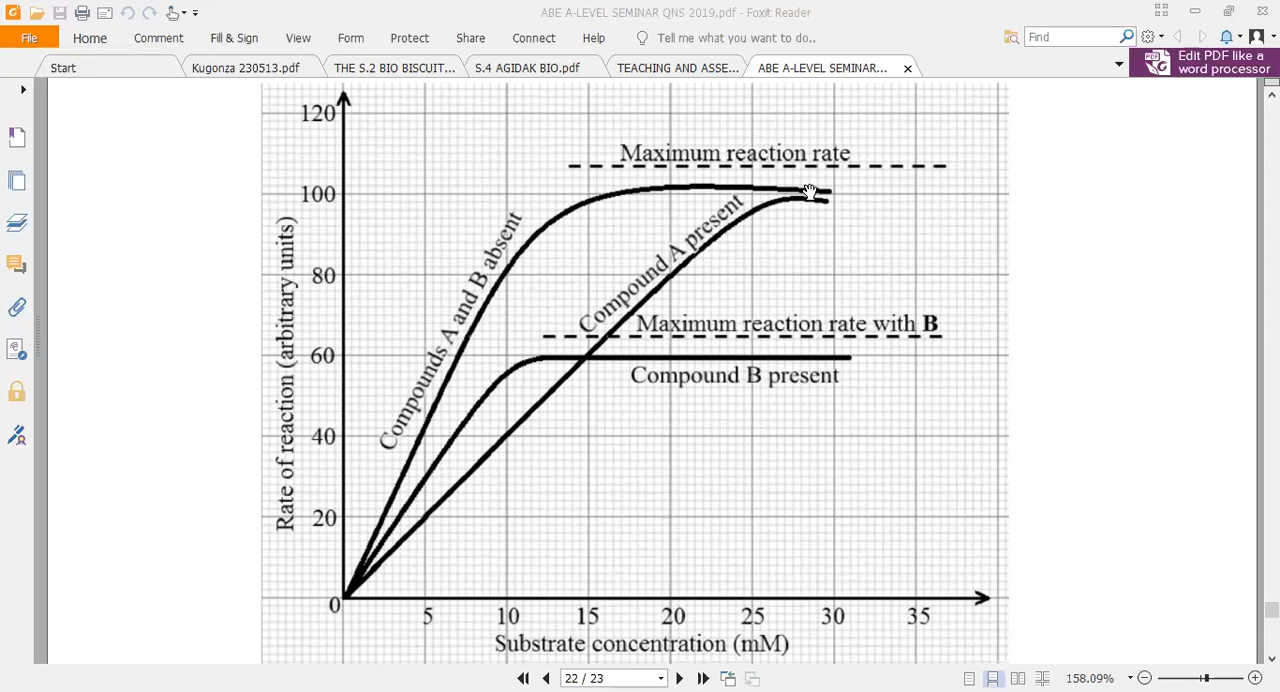 ABE A-LEVEL SEMINAR QNS 2019.pdf - Foxit Reader
File Home Comment Fill & Sign View Form Protect Share Connect Help Tell me what you want to do.. Find
Start Kugonza 230513.pdf THE S.2 BIO BISCUIT... S.4 AGIDAK BIO.pdf TEACHING AND ASSE... ABE A-LEVEL SEMINAR...
Edit PDF like a
word processor
120
100
80
60
40
20
0
Rate of reaction (arbitrary units)
Maximum reaction rate
Compounds A and B absent
Compound A present
Maximum reaction rate with B
Compound B present
5 10 15 20 25 30 35
Substrate concentration (mM)
22 / 23
158.09%